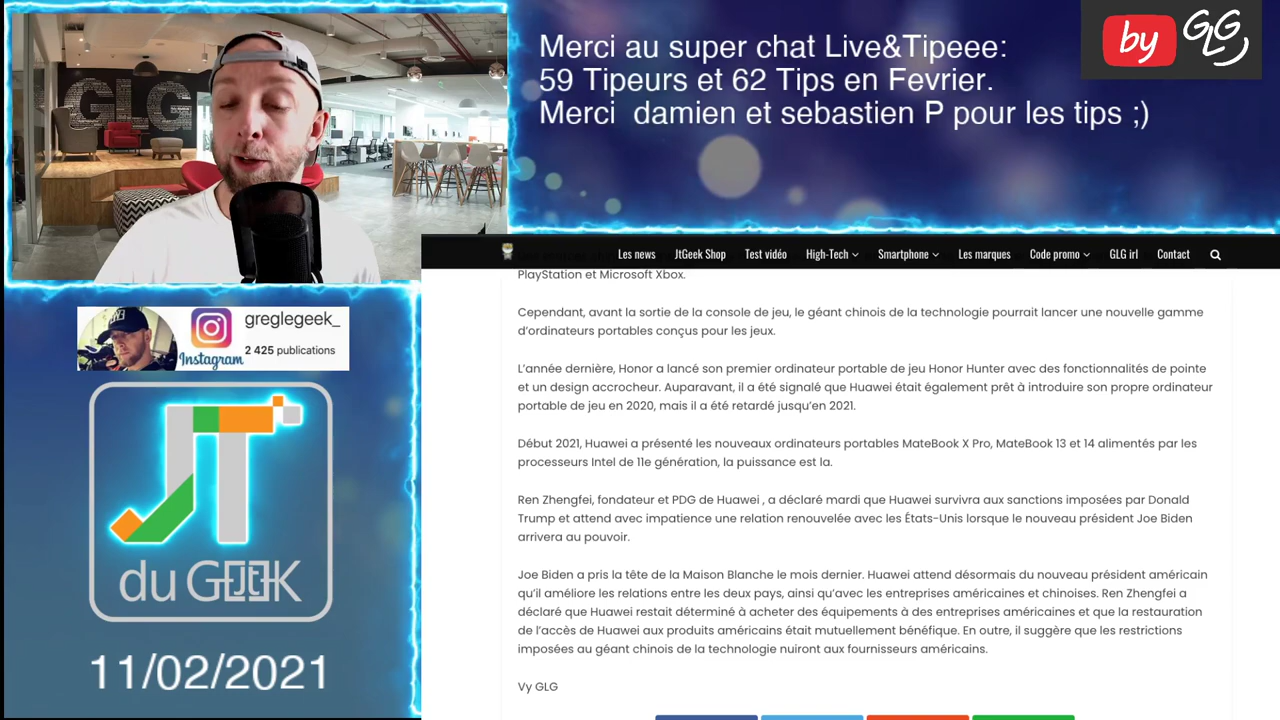 GLG
Merci au super chat Live&Tipeee:
59 Tipeurs et 62 Tips en Fevrier.
Merci damien et sebastien P pour les tips ;)
by GLG
Les news JtGeek Shop Test vidéo High-Tech Smartphone Les marques Code promo GLG irl Contact
PlayStation et Microsoft Xbox.
Cependant, avant la sortie de la console de jeu, le géant chinois de la technologie pourrait lancer une nouvelle gamme
d’ordinateurs portables conçus pour les jeux.
L’année dernière, Honor a lancé son premier ordinateur portable de jeu Honor Hunter avec des fonctionnalités de pointe
et un design accrocheur. Auparavant, il a été signalé que Huawei était également prêt à introduire son propre ordinateur
portable de jeu en 2020, mais il a été retardé jusqu’en 2021.
Début 2021, Huawei a présenté les nouveaux ordinateurs portables MateBook X Pro, MateBook 13 et 14 alimentés par les
processeurs Intel de 11e génération, la puissance est la.
Ren Zhengfei, fondateur et PDG de Huawei , a déclaré mardi que Huawei survivra aux sanctions imposées par Donald
Trump et attend avec impatience une relation renouvelée avec les États-Unis lorsque le nouveau président Joe Biden
arrivera au pouvoir.
Joe Biden a pris la tête de la Maison Blanche le mois dernier. Huawei attend désormais du nouveau président américain
qu’il améliore les relations entre les deux pays, ainsi qu’avec les entreprises américaines et chinoises. Ren Zhengfei a
déclaré que Huawei restait déterminé à acheter des équipements à des entreprises américaines et que la restauration
de l’accès de Huawei aux produits américains était mutuellement bénéfique. En outre, il suggère que les restrictions
imposées au géant chinois de la technologie nuiront aux fournisseurs américains.
Vy GLG
greglegeek_
Instagram
2 425 publications
JT
du GEEK
11/02/2021